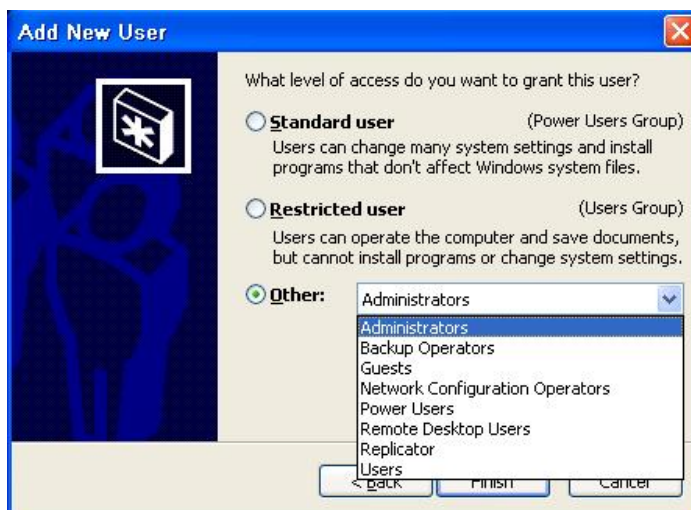 Add New User
What level of access do you want to grant this user?
Standard user (Power Users Group)
Users can change many system settings and install
programs that don't affect Windows system files.
Restricted user (Users Group)
Users can operate the computer and save documents,
but cannot install programs or change system settings.
Other: Administrators
Administrators
Backup Operators
Guests
Network Configuration Operators
Power Users
Remote Desktop Users
Replicator
Users
< Back Finish Cancel